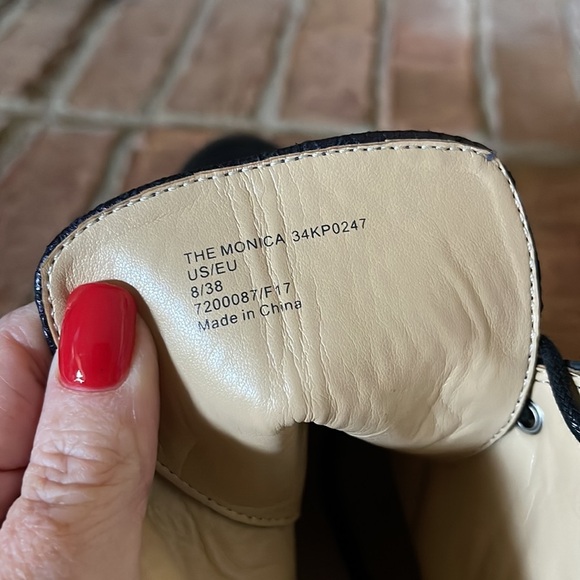 THE MONICA 34KP0247
US/EU
8/38
7200087/F17
Made in China